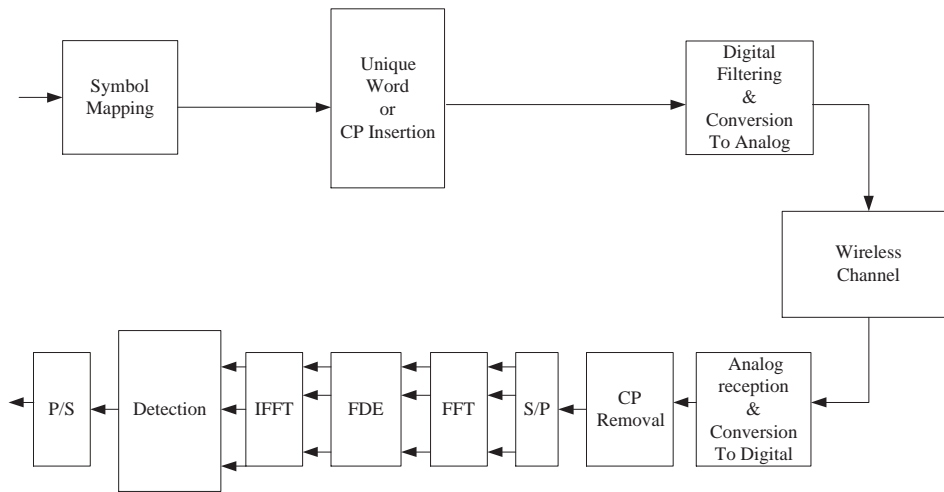 Symbol
Mapping
Unique
Word
or
CP Insertion
Digital
Filtering
&
Conversion
To Analog
Wireless
Channel
P/S
Detection
IFFT
FDE
FFT
S/P
CP
Removal
Analog
reception
&
Conversion
To Digital